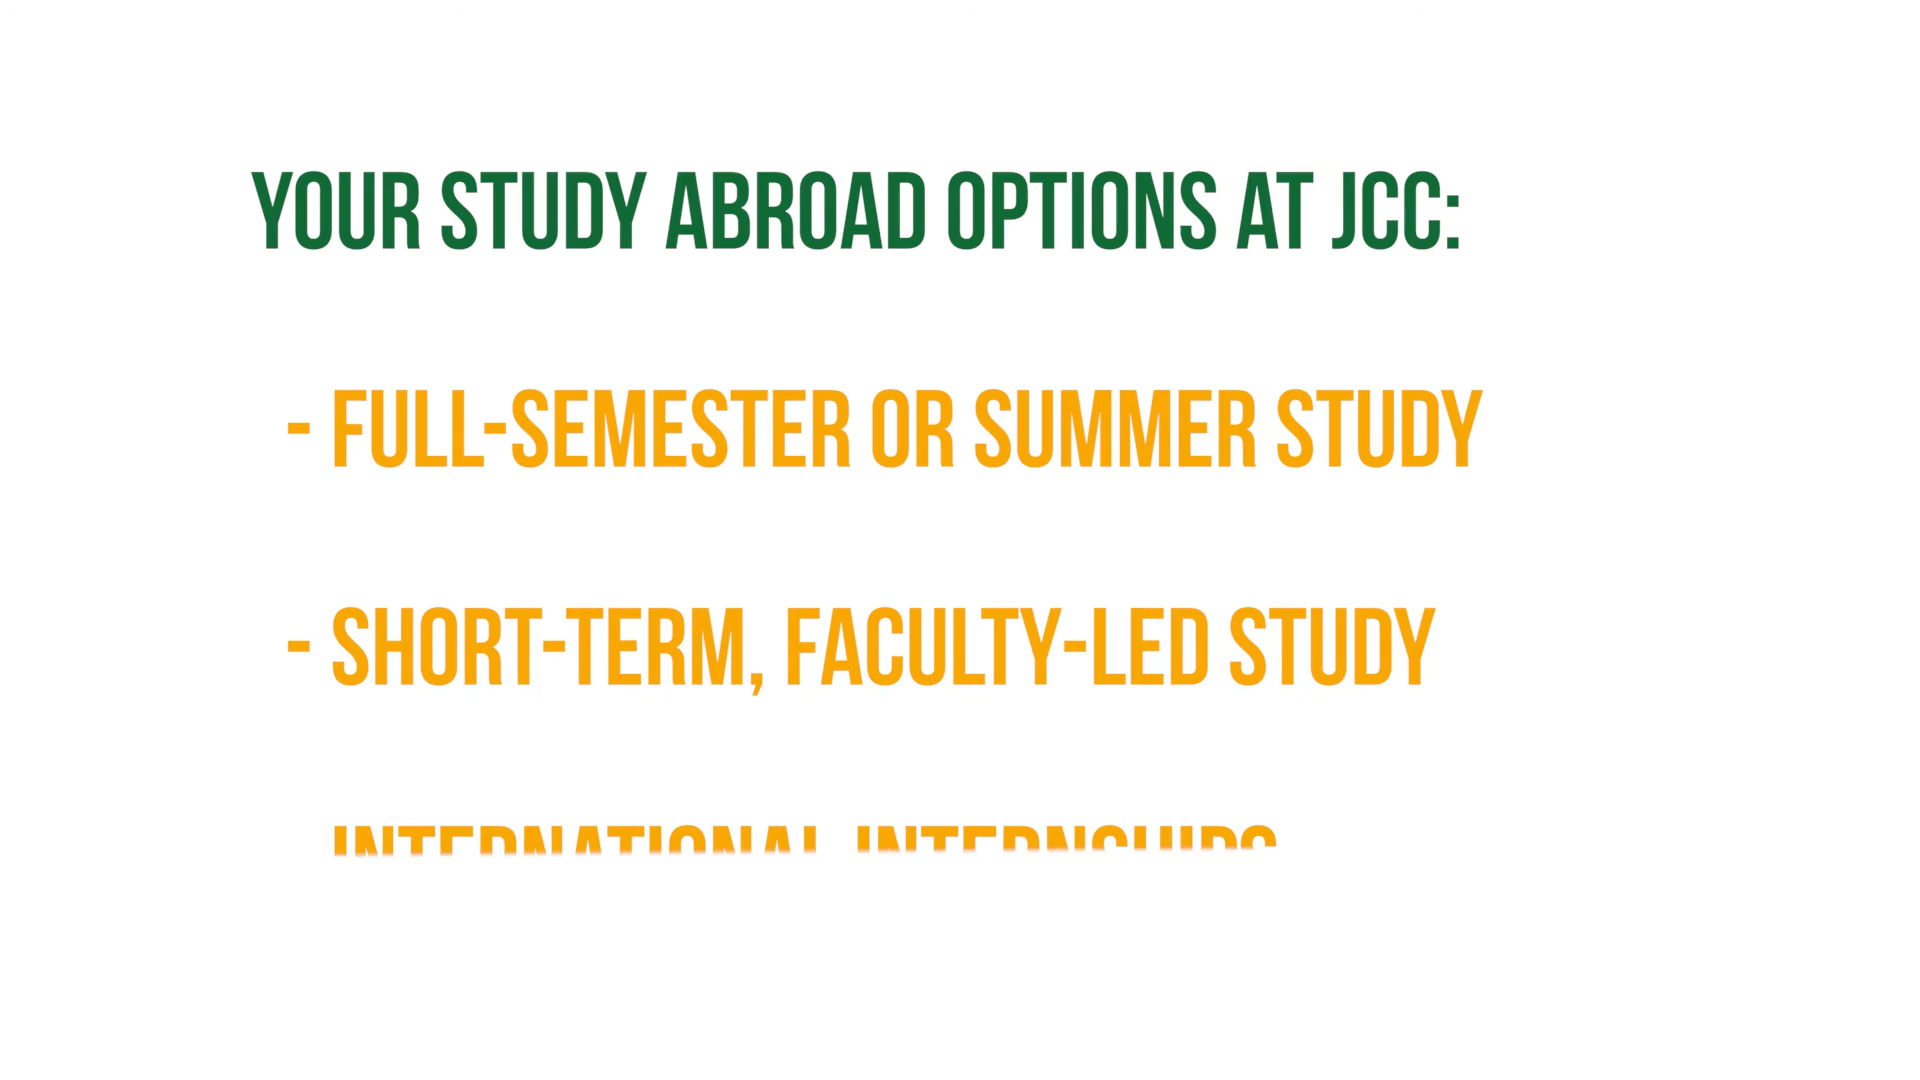 YOUR STUDY ABROAD OPTIONS AT JCC:
- FULL-SEMESTER OR SUMMER STUDY
- SHORT-TERM, FACULTY-LED STUDY
INTERNATIONAL INTERNSHIPS